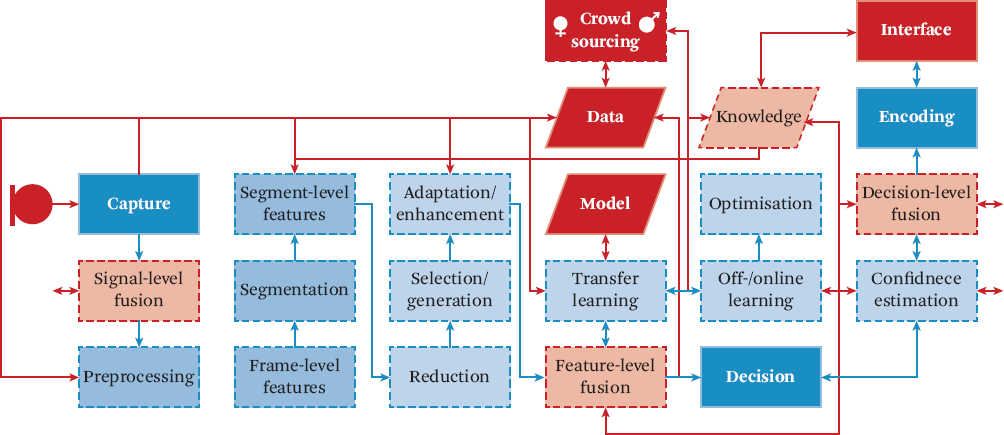 Crowd
sourcing
Interface
Data
Knowledge
Encoding
Capture
Segment-level
features
Adaptation/
enhancement
Model
Optimisation
Decision-level
fusion
Signal-level
fusion
Segmentation
Selection/
generation
Transfer
learning
Off-/online
learning
Confidnece
estimation
Preprocessing
Frame-level
features
Reduction
Feature-level
fusion
Decision